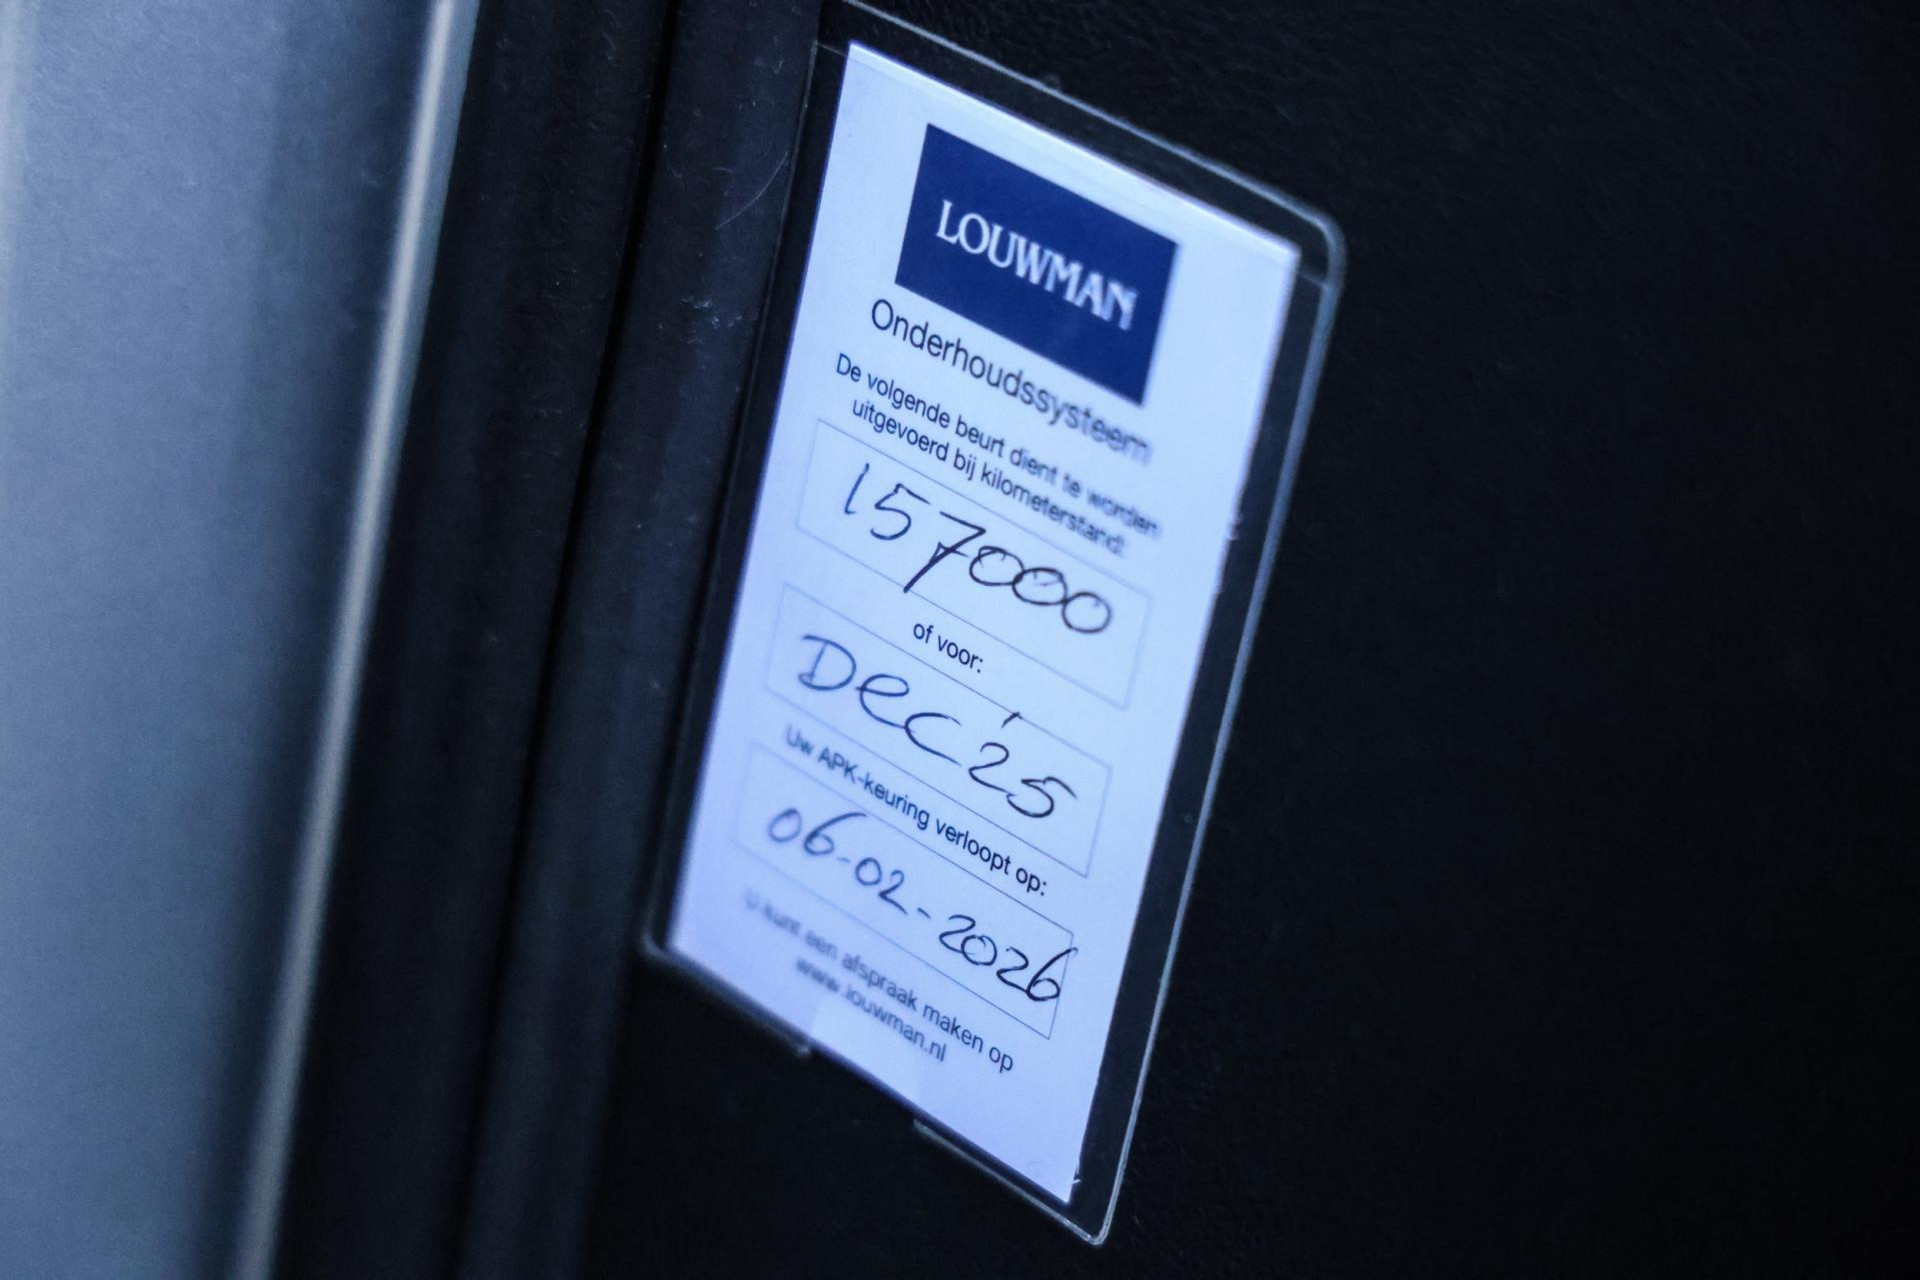 LOUWMAN
Onderhoudssysteem
De volgende beurt dient te worden
uitgevoerd bij kilometerstand:
157000
of voor:
Dec '25
Uw APK-keuring verloopt op:
06-02-2026
U kunt een afspraak maken op
www.louwman.nl